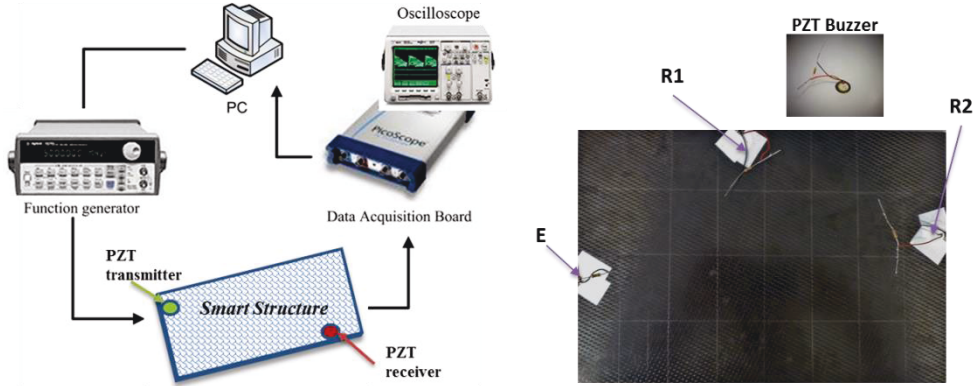 Oscilloscope
PC
PicoScope
Function generator
Data Acquisition Board
PZT
transmitter
Smart Structure
PZT
receiver
PZT Buzzer
R1
R2
E